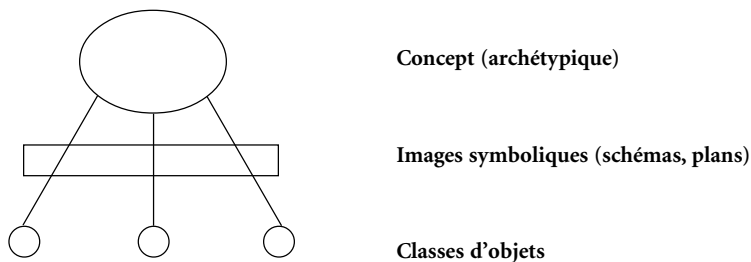 Concept (archétypique)
Images symboliques (schémas, plans)
Classes d'objets